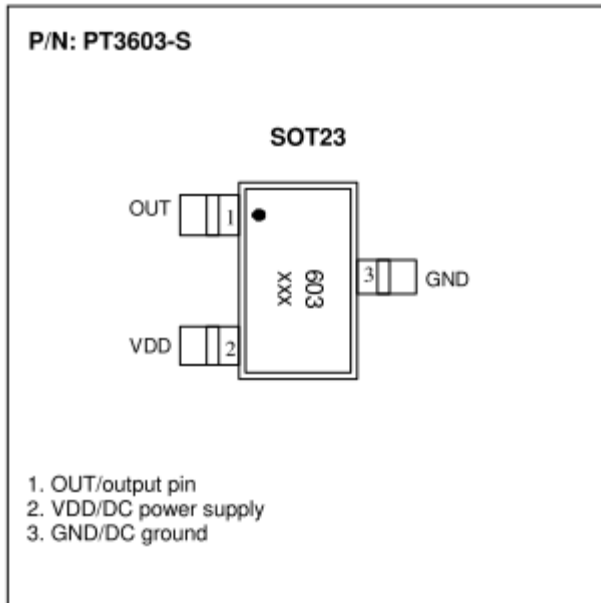 P/N: PT3603-S
SOT23
OUT
1
603
xxx
3
GND
VDD
2
1. OUT/output pin
2. VDD/DC power supply
3. GND/DC ground